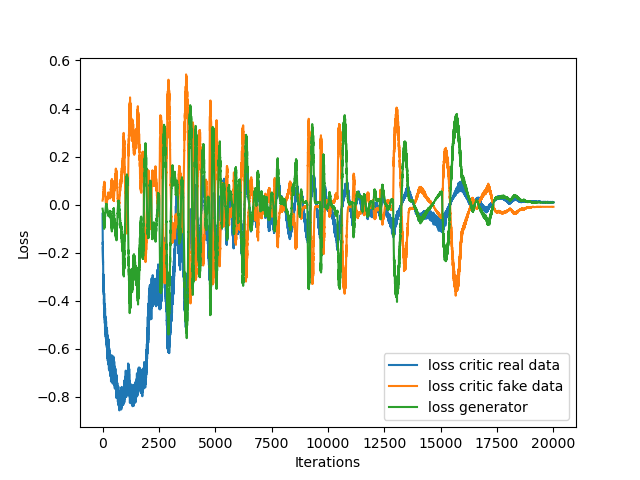 0.6
0.4
0.2
0.0
−0.2
−0.4
−0.6
−0.8
Loss
loss critic real data
loss critic fake data
loss generator
0 2500 5000 7500 10000 12500 15000 17500 20000
Iterations